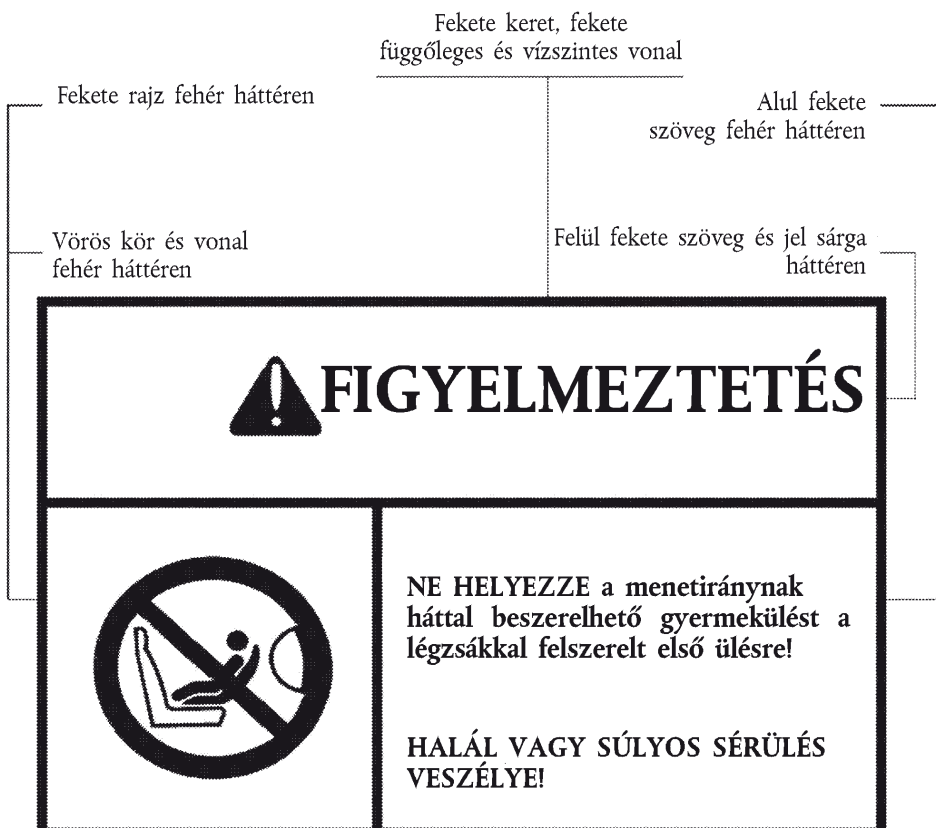 Fekete keret, fekete
függőleges és vízszintes vonal
Fekete rajz fehér háttéren
Alul fekete
szöveg fehér háttéren
Vörös kör és vonal
fehér háttéren
Felül fekete szöveg és jel sárga
háttéren
FIGYELMEZTETÉS
NE HELYEZZE a menetiránynak
háttal beszerelhető gyermekülést a
légzsákkal felszerelt első ülésre!
HALÁL VAGY SÚLYOS SÉRÜLÉS
VESZÉLYE!